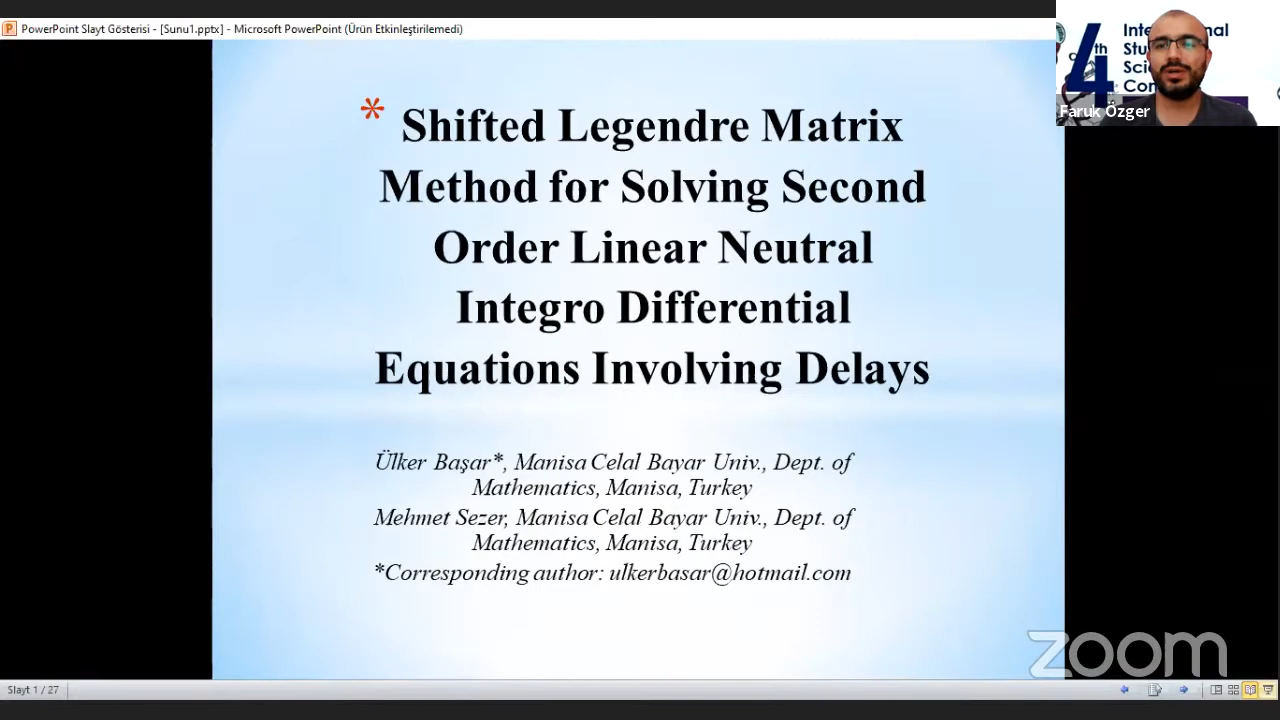 PowerPoint Slayt Gösterisi - [Sunu1.pptx] - Microsoft PowerPoint (Ürün Etkinleştirilemedi)
4
th
Faruk Özger
* Shifted Legendre Matrix
Method for Solving Second
Order Linear Neutral
Integro Differential
Equations Involving Delays
Ülker Başar*, Manisa Celal Bayar Univ., Dept. of
Mathematics, Manisa, Turkey
Mehmet Sezer, Manisa Celal Bayar Univ., Dept. of
Mathematics, Manisa, Turkey
*Corresponding author: ulkerbasar@hotmail.com
zoom
Slayt 1 / 27